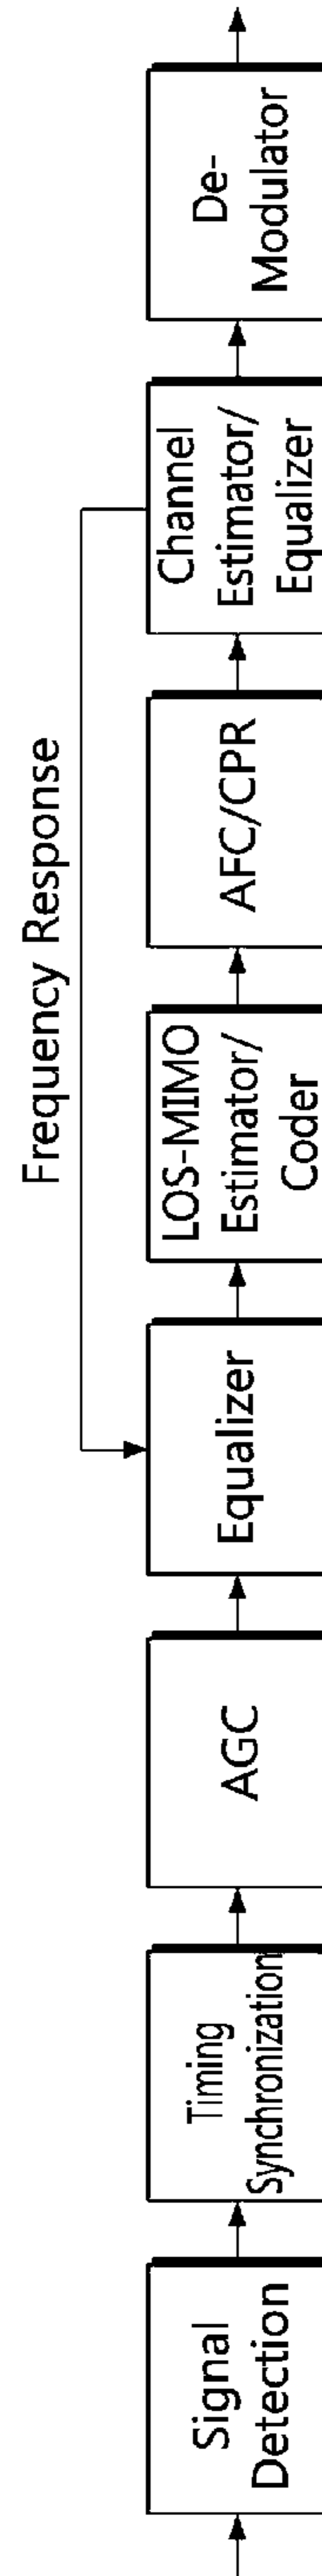 Frequency Response
Signal
Detection
Timing
Synchronization
AGC
Equalizer
LOS-MIMO
Estimator/
Coder
AFC/CPR
Channel
Estimator/
Equalizer
De-
Modulator